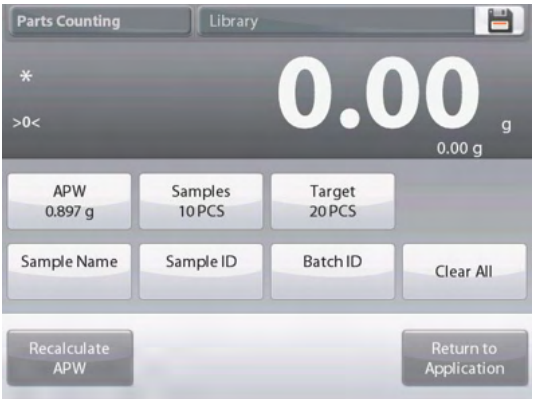 Parts Counting
Library
*
>0<
0.00 g
0.00 g
APW
0.897 g
Samples
10 PCS
Target
20 PCS
Sample Name
Sample ID
Batch ID
Clear All
Recalculate
APW
Return to
Application